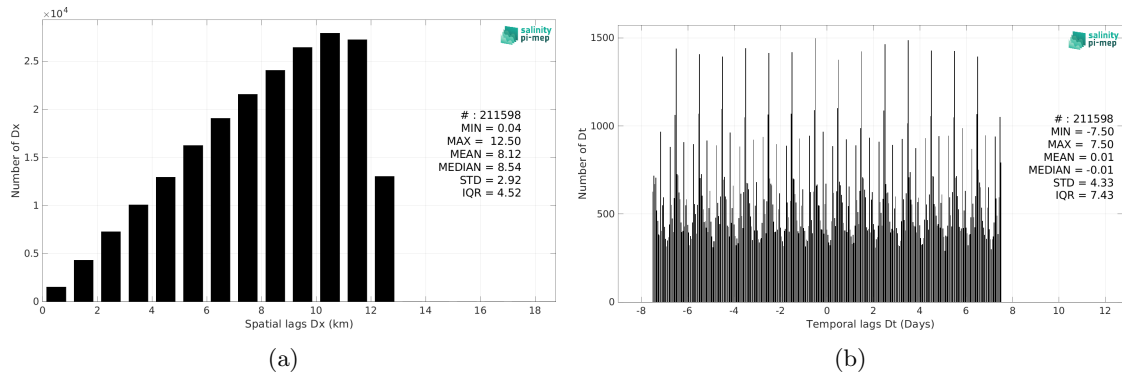 ×10⁴
3
2.5
2
1.5
1
0.5
0
0 2 4 6 8 10 12 14 16 18
Number of Dx
Spatial lags Dx (km)
salinity
pi-mep
# : 211598
MIN = 0.04
MAX = 12.50
MEAN = 8.12
MEDIAN = 8.54
STD = 2.92
IQR = 4.52
(a)
1500
1000
500
0
-8 -6 -4 -2 0 2 4 6 8 10 12
Number of Dt
Temporal lags Dt (Days)
salinity
pi-mep
# : 211598
MIN = -7.50
MAX = 7.50
MEAN = 0.01
MEDIAN = -0.01
STD = 4.33
IQR = 7.43
(b)